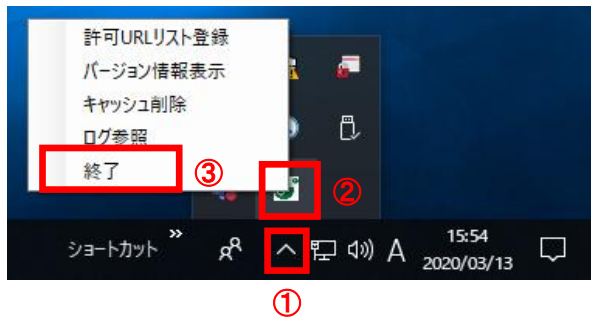 許可URLリスト登録
バージョン情報表示
キャッシュ削除
ログ参照
終了
③
②
ショートカット
»
A
15:54
2020/03/13
①